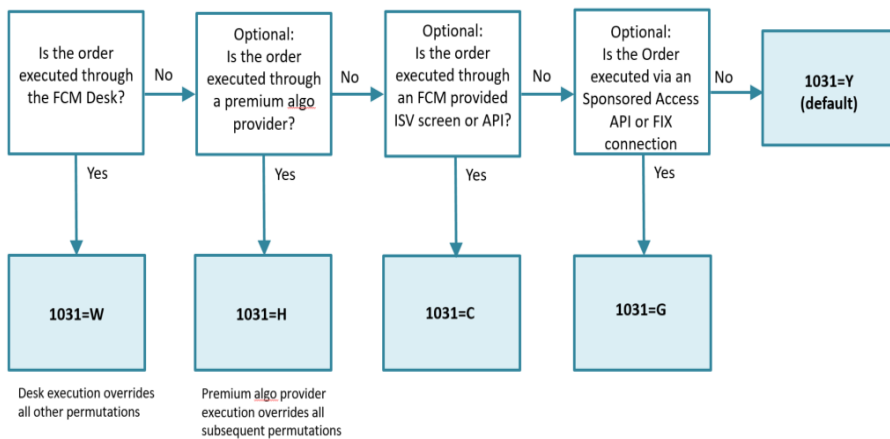 Is the order
executed through
the FCM Desk?
No
Optional:
Is the order
executed through
a premium algo
provider?
No
Optional:
Is the order
executed through
an FCM provided
ISV screen or API?
No
Optional:
Is the Order
executed via an
Sponsored Access
API or FIX
connection
No
1031=Y
(default)
Yes
Yes
Yes
Yes
1031=W
1031=H
1031=C
1031=G
Desk execution overrides
all other permutations
Premium algo provider
execution overrides all
subsequent permutations